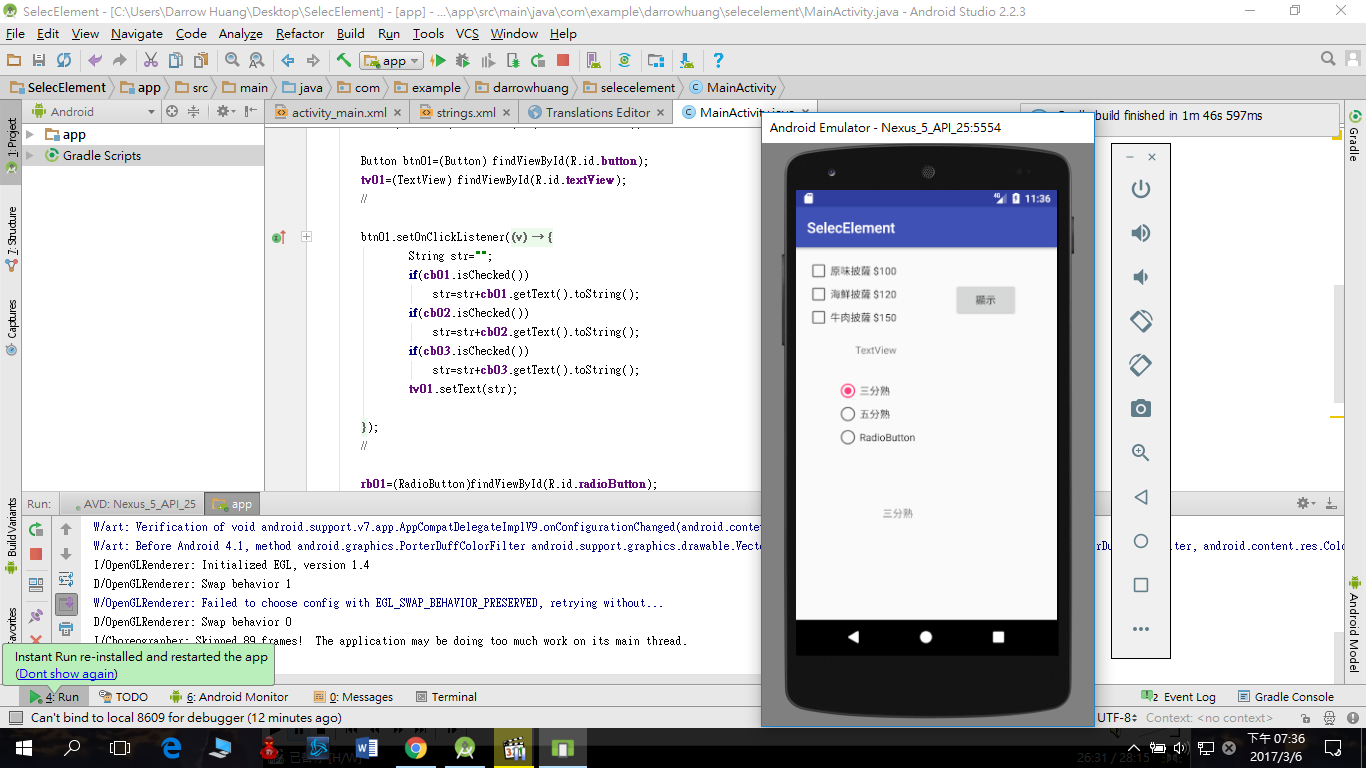 SelecElement - [C:\Users\Darrow Huang\Desktop\SelecElement] - [app] - ...\app\src\main\java\com\example\darrowhuang\selecelement\MainActivity.java - Android Studio 2.2.3
File Edit View Navigate Code Analyze Refactor Build Run Tools VCS Window Help
app
SelecElement app src main java com example darrowhuang selecelement MainActivity
Android activity_main.xml strings.xml Translations Editor MainActivity.java
build finished in 1m 46s 597ms
1: Project
Z: Structure
Captures
Build Variants
Favorites
Gradle
Android Model
app
Gradle Scripts
Button btn01=(Button) findViewById(R.id.button);
tv01=(TextView) findViewById(R.id.textView);
//
btn01.setOnClickListener((v) → {
String str="";
if(cb01.isChecked())
str=str+cb01.getText().toString();
if(cb02.isChecked())
str=str+cb02.getText().toString();
if(cb03.isChecked())
str=str+cb03.getText().toString();
tv01.setText(str);
});
//
rb01=(RadioButton)findViewById(R.id.radioButton);
Android Emulator - Nexus_5_API_25:5554
4G 11:36
SelecElement
原味披薩 $100
海鮮披薩 $120
牛肉披薩 $150
顯示
TextView
三分熟
五分熟
RadioButton
三分熟
Run: AVD: Nexus_5_API_25 app
W/art: Verification of void android.support.v7.app.AppCompatDelegateImplV9.onConfigurationChanged(android.conte
W/art: Before Android 4.1, method android.graphics.PorterDuffColorFilter android.support.graphics.drawable.Vec
ter, android.content.res.Colo
I/OpenGLRenderer: Initialized EGL, version 1.4
D/OpenGLRenderer: Swap behavior 1
W/OpenGLRenderer: Failed to choose config with EGL_SWAP_BEHAVIOR_PRESERVED, retrying without...
D/OpenGLRenderer: Swap behavior 0
I/Choreographer: Skipped 89 frames!  The application may be doing too much work on its main thread.
Instant Run re-installed and restarted the app
(Dont show again)
4: Run TODO 6: Android Monitor 0: Messages Terminal 2 Event Log Gradle Console
Can't bind to local 8609 for debugger (12 minutes ago) UTF-8 Context: <no context>
26:31 / 28:15
下午 07:36
2017/3/6